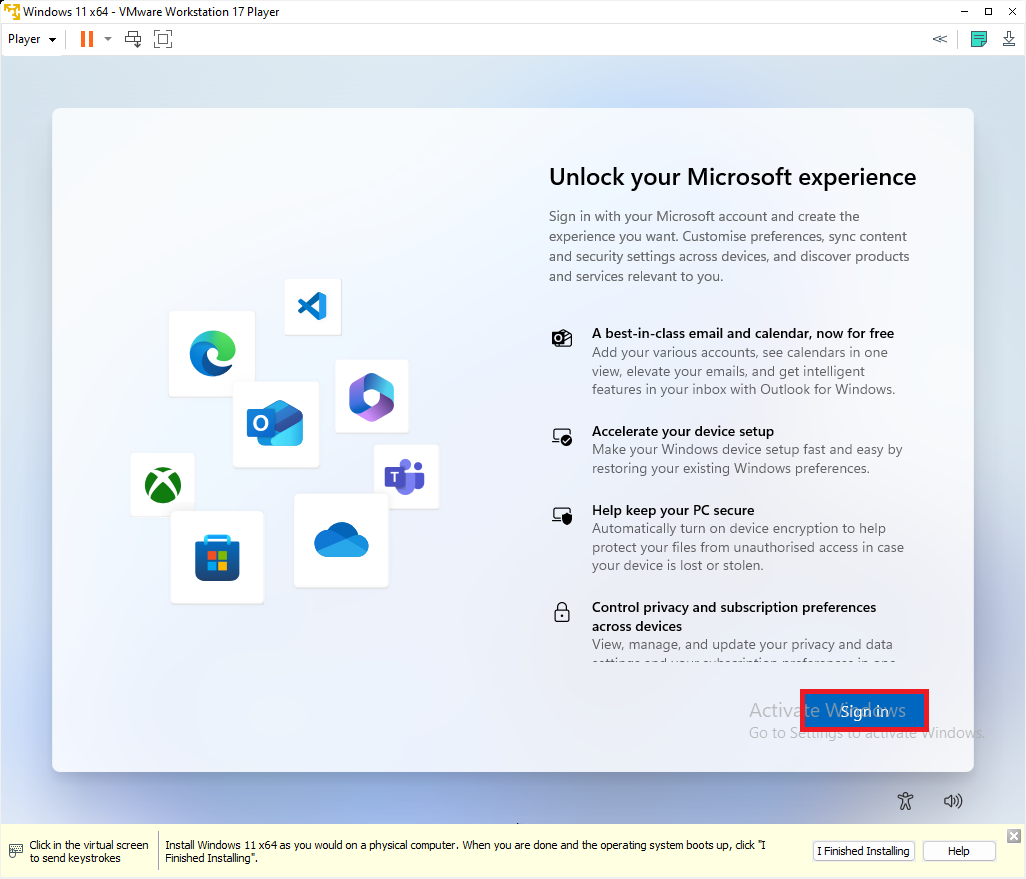 Windows 11 x64 - VMware Workstation 17 Player
Player
Unlock your Microsoft experience
Sign in with your Microsoft account and create the
experience you want. Customise preferences, sync content
and security settings across devices, and discover products
and services relevant to you.
A best-in-class email and calendar, now for free
Add your various accounts, see calendars in one
view, elevate your emails, and get intelligent
features in your inbox with Outlook for Windows.
Accelerate your device setup
Make your Windows device setup fast and easy by
restoring your existing Windows preferences.
Help keep your PC secure
Automatically turn on device encryption to help
protect your files from unauthorised access in case
your device is lost or stolen.
Control privacy and subscription preferences
across devices
View, manage, and update your privacy and data
settings and your subscription preferences in one
Sign in
Activate Windows
Go to Settings to activate Windows.
Click in the virtual screen
to send keystrokes
Install Windows 11 x64 as you would on a physical computer. When you are done and the operating system boots up, click "I
Finished Installing".
I Finished Installing
Help